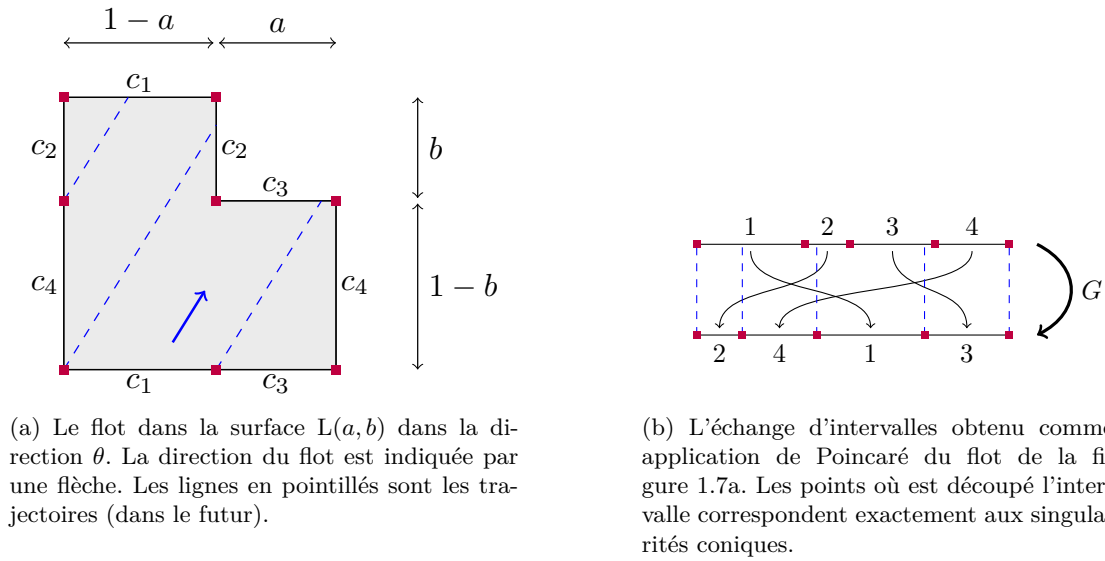 1 − a
a
c1
c2
c2
b
c3
c4
c4
1 − b
c1
c3
1 2 3 4
G
2 4 1 3
(a) Le flot dans la surface L(a, b) dans la di-
rection θ. La direction du flot est indiquée par
une flèche. Les lignes en pointillés sont les tra-
jectoires (dans le futur).
(b) L'échange d'intervalles obtenu comme
application de Poincaré du flot de la fi-
gure 1.7a. Les points où est découpé l'inter-
valle correspondent exactement aux singula-
rités coniques.